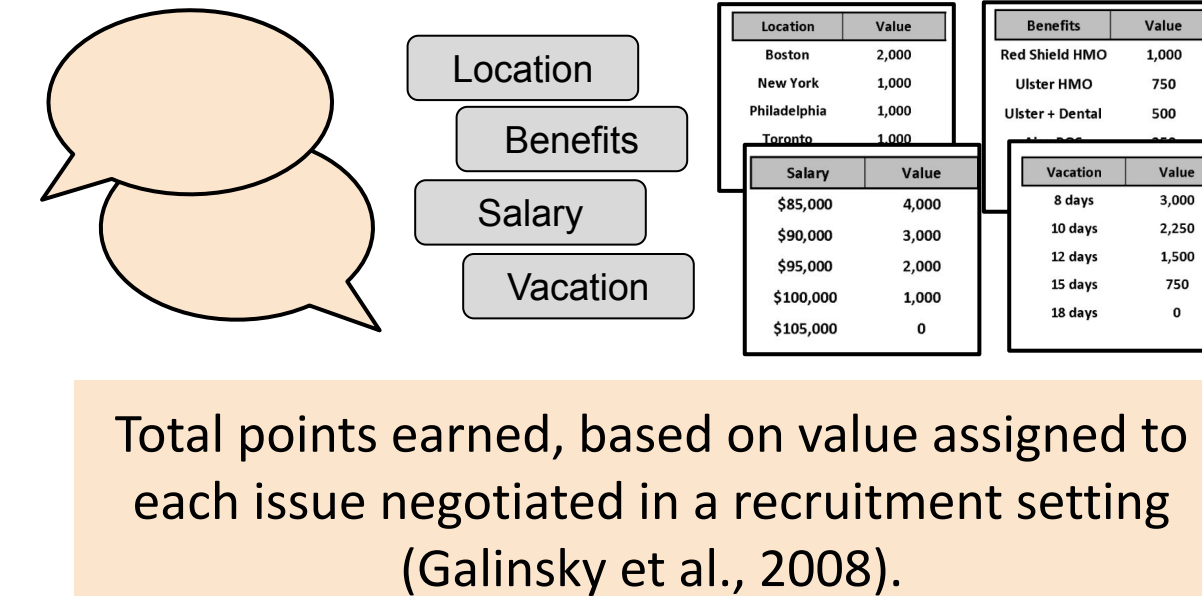 Location
Benefits
Salary
Vacation
Location Value
Boston 2,000
New York 1,000
Philadelphia 1,000
Toronto 1,000
Benefits Value
Red Shield HMO 1,000
Ulster HMO 750
Ulster + Dental 500
Salary Value
$85,000 4,000
$90,000 3,000
$95,000 2,000
$100,000 1,000
$105,000 0
Vacation Value
8 days 3,000
10 days 2,250
12 days 1,500
15 days 750
18 days 0
Total points earned, based on value assigned to
each issue negotiated in a recruitment setting
(Galinsky et al., 2008).